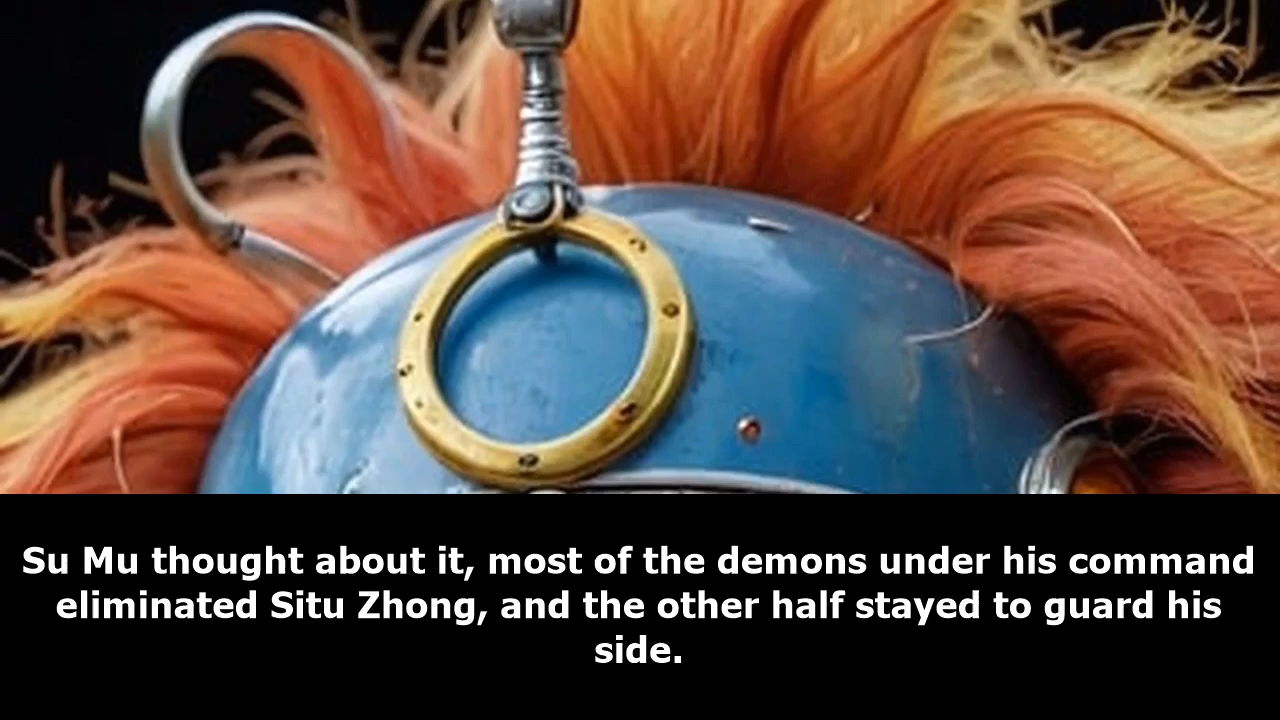 Su Mu thought about it, most of the demons under his command
eliminated Situ Zhong, and the other half stayed to guard his
side.